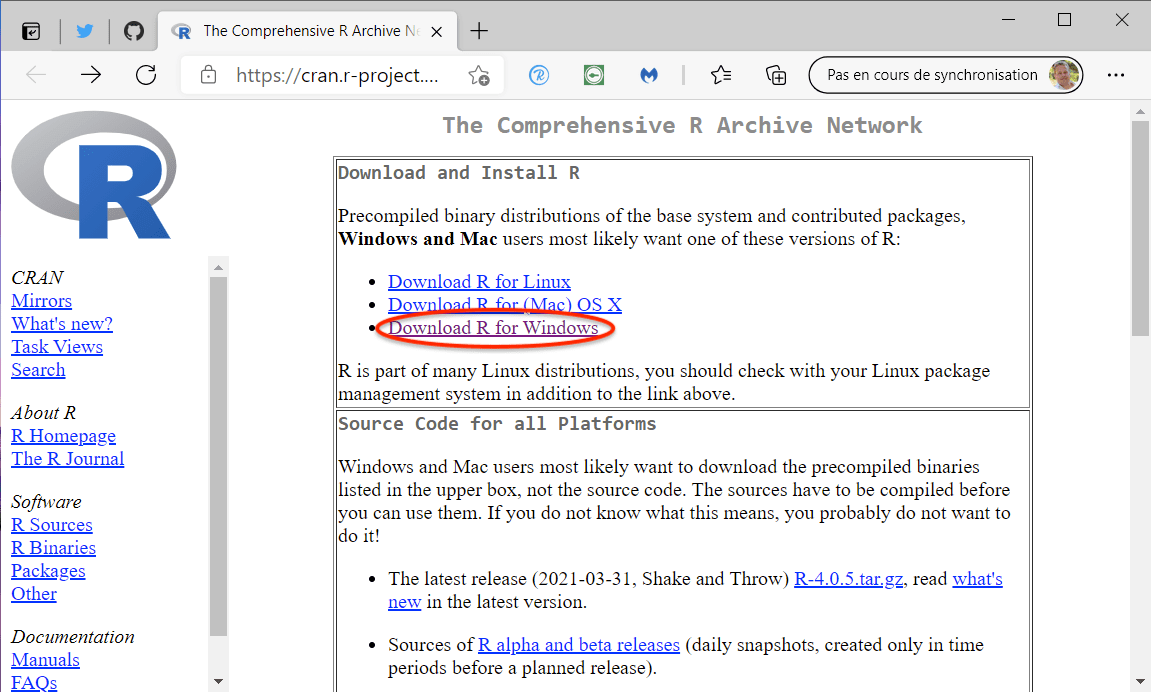 The Comprehensive R Archive Ne
https://cran.r-project....
Pas en cours de synchronisation
R
CRAN
Mirrors
What's new?
Task Views
Search
About R
R Homepage
The R Journal
Software
R Sources
R Binaries
Packages
Other
Documentation
Manuals
FAQs
The Comprehensive R Archive Network
Download and Install R
Precompiled binary distributions of the base system and contributed packages,
Windows and Mac users most likely want one of these versions of R:
• Download R for Linux
• Download R for (Mac) OS X
• Download R for Windows
R is part of many Linux distributions, you should check with your Linux package
management system in addition to the link above.
Source Code for all Platforms
Windows and Mac users most likely want to download the precompiled binaries
listed in the upper box, not the source code. The sources have to be compiled before
you can use them. If you do not know what this means, you probably do not want to
do it!
• The latest release (2021-03-31, Shake and Throw) R-4.0.5.tar.gz, read what's
new in the latest version.
• Sources of R alpha and beta releases (daily snapshots, created only in time
periods before a planned release).